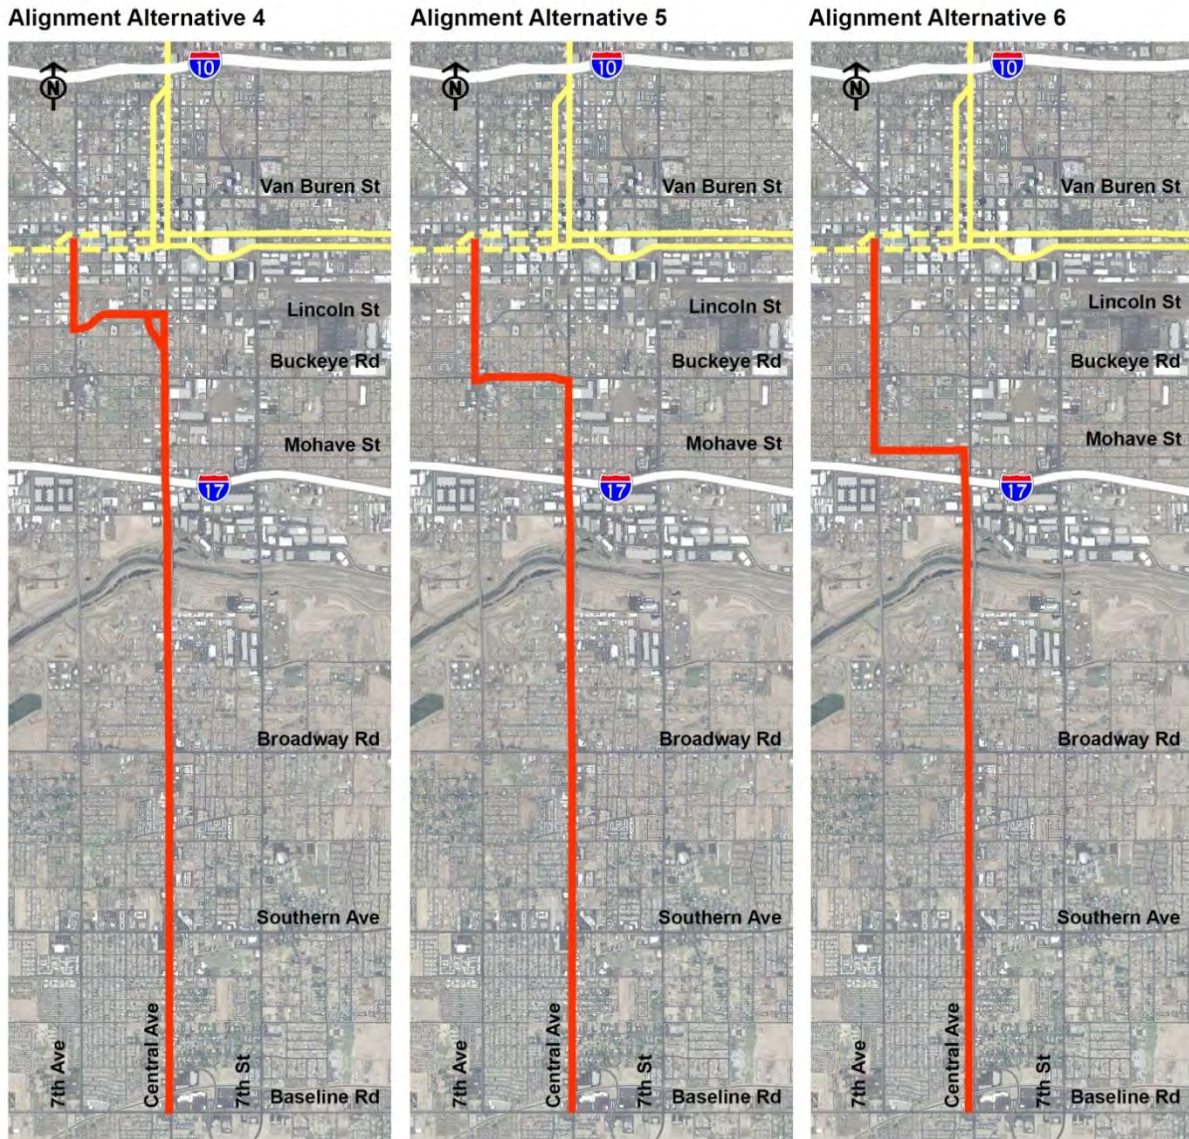 Alignment Alternative 4
10
N
Van Buren St
Lincoln St
Buckeye Rd
Mohave St
17
Broadway Rd
Southern Ave
7th Ave
Central Ave
7th St
Baseline Rd
Alignment Alternative 5
10
N
Van Buren St
Lincoln St
Buckeye Rd
Mohave St
17
Broadway Rd
Southern Ave
7th Ave
Central Ave
7th St
Baseline Rd
Alignment Alternative 6
10
N
Van Buren St
Lincoln St
Buckeye Rd
Mohave St
17
Broadway Rd
Southern Ave
7th Ave
Central Ave
7th St
Baseline Rd